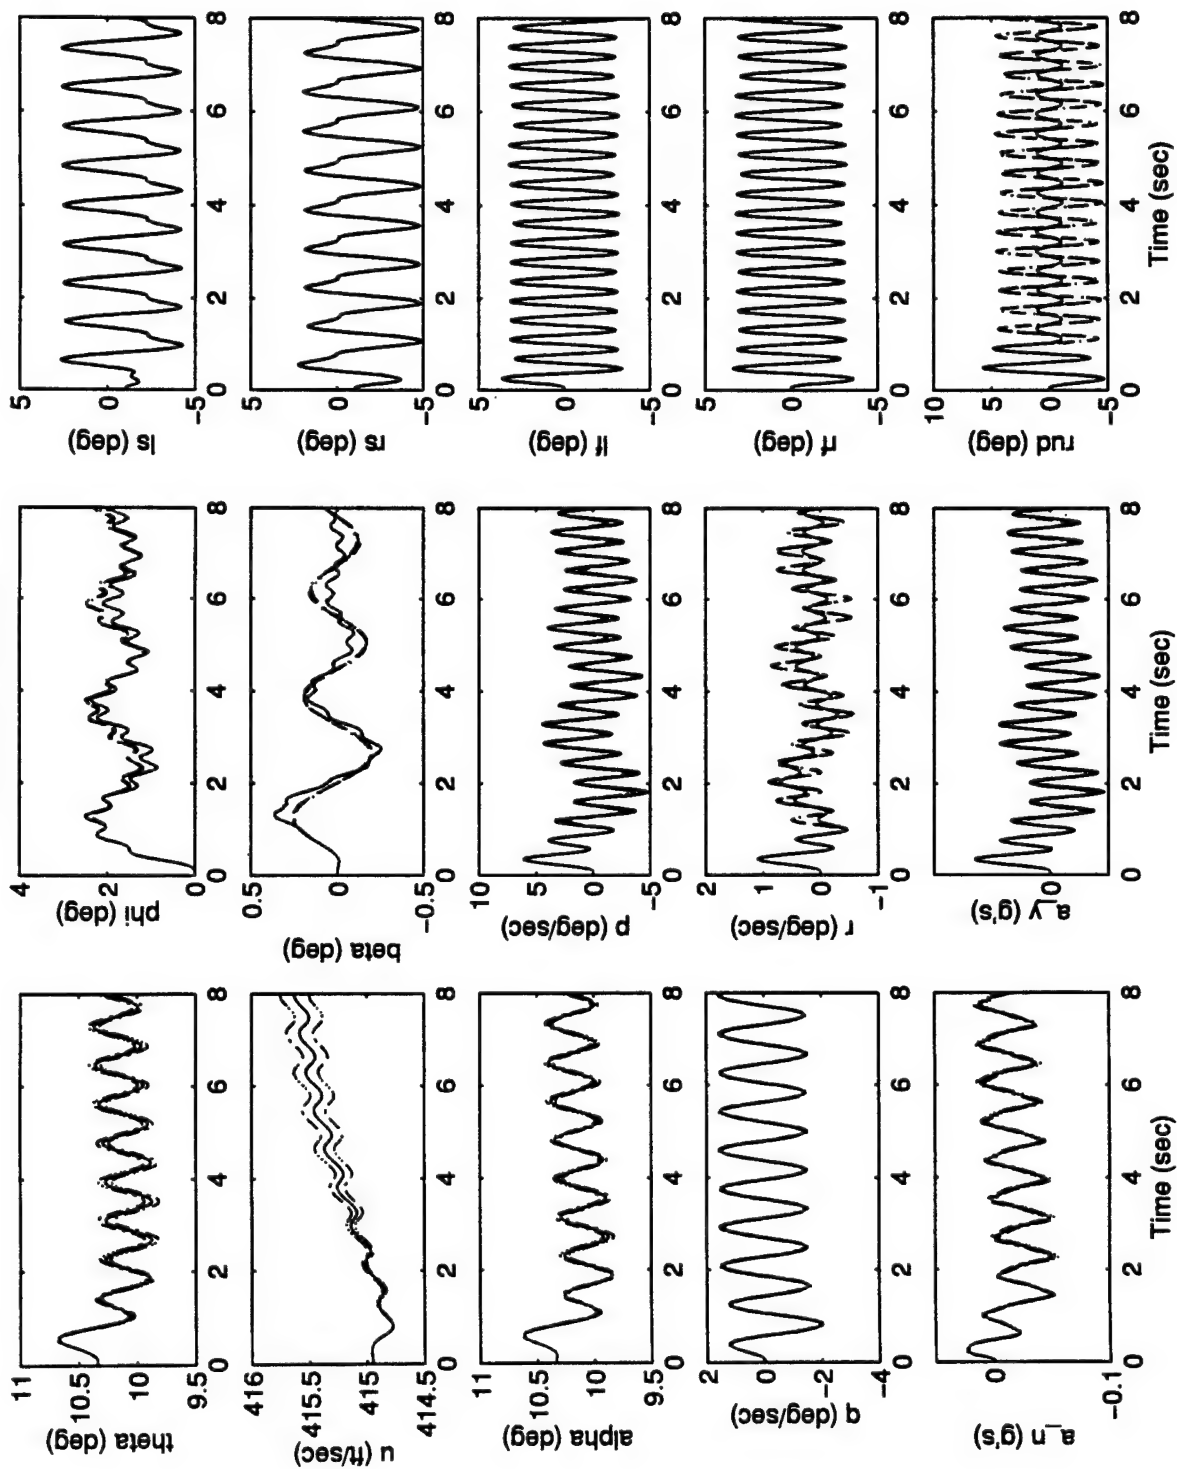 theta (deg)
11
10.5
10
9.5
0 2 4 6 8
phi (deg)
4
2
0
0 2 4 6 8
ls (deg)
5
0
-5
0 2 4 6 8
u (ft/sec)
416
415.5
415
414.5
0 2 4 6 8
beta (deg)
0.5
0
-0.5
0 2 4 6 8
rs (deg)
5
0
-5
0 2 4 6 8
alpha (deg)
11
10.5
10
9.5
0 2 4 6 8
p (deg/sec)
10
5
0
-5
0 2 4 6 8
lf (deg)
5
0
-5
0 2 4 6 8
q (deg/sec)
2
0
-2
-4
0 2 4 6 8
r (deg/sec)
2
1
0
-1
0 2 4 6 8
rf (deg)
5
0
-5
0 2 4 6 8
a_n (g's)
0
-0.1
0 2 4 6 8
Time (sec)
a_y (g's)
0
0 2 4 6 8
Time (sec)
rud (deg)
10
5
0
-5
0 2 4 6 8
Time (sec)